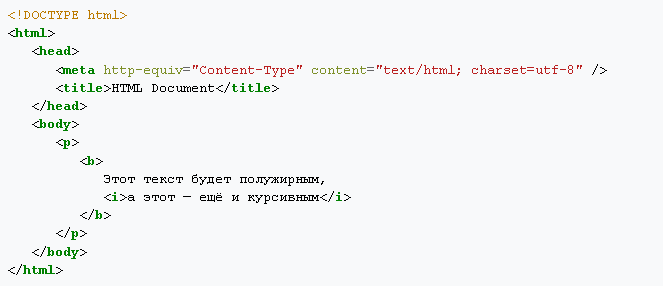 <!DOCTYPE html>
<html>
<head>
<meta http-equiv="Content-Type" content="text/html; charset=utf-8" />
<title>HTML Document</title>
</head>
<body>
<p>
<b>
Этот текст будет полужирным,
<i>а этот — ещё и курсивным</i>
</b>
</p>
</body>
</html>